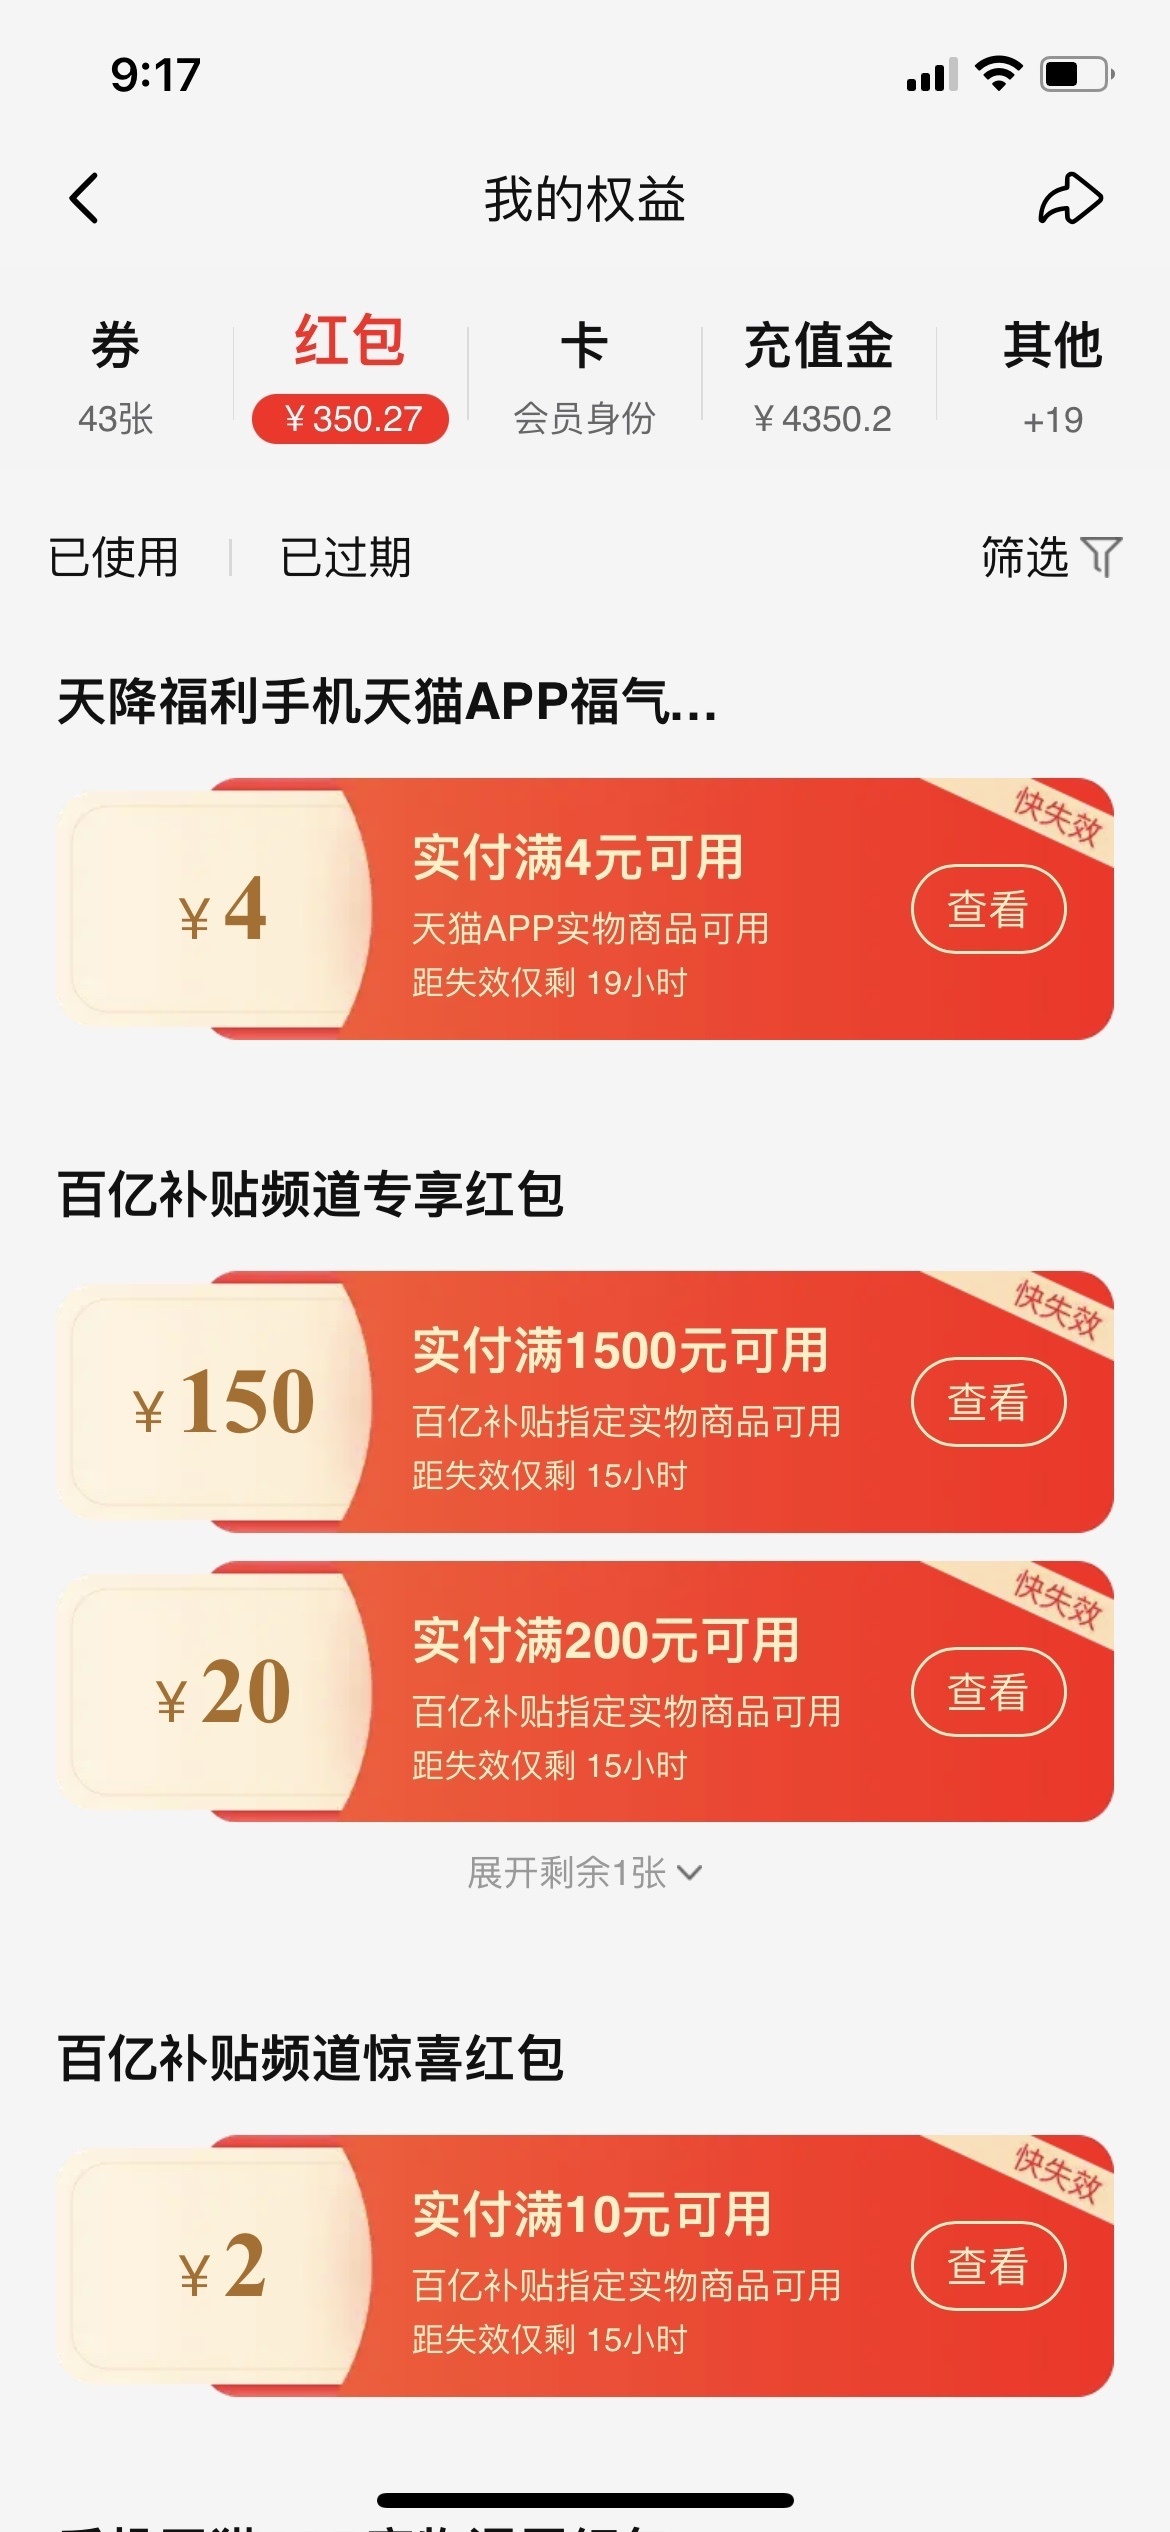 9:17
我的权益
券
红包
卡
充值金
其他
43张
¥350.27
会员身份
¥4350.2
+19
已使用
已过期
筛选
天降福利手机天猫APP福气...
快失效
¥4
实付满4元可用
天猫APP实物商品可用
距失效仅剩 19小时
查看
百亿补贴频道专享红包
快失效
¥150
实付满1500元可用
百亿补贴指定实物商品可用
距失效仅剩 15小时
查看
快失效
¥20
实付满200元可用
百亿补贴指定实物商品可用
距失效仅剩 15小时
查看
展开剩余1张
百亿补贴频道惊喜红包
快失效
¥2
实付满10元可用
百亿补贴指定实物商品可用
距失效仅剩 15小时
查看